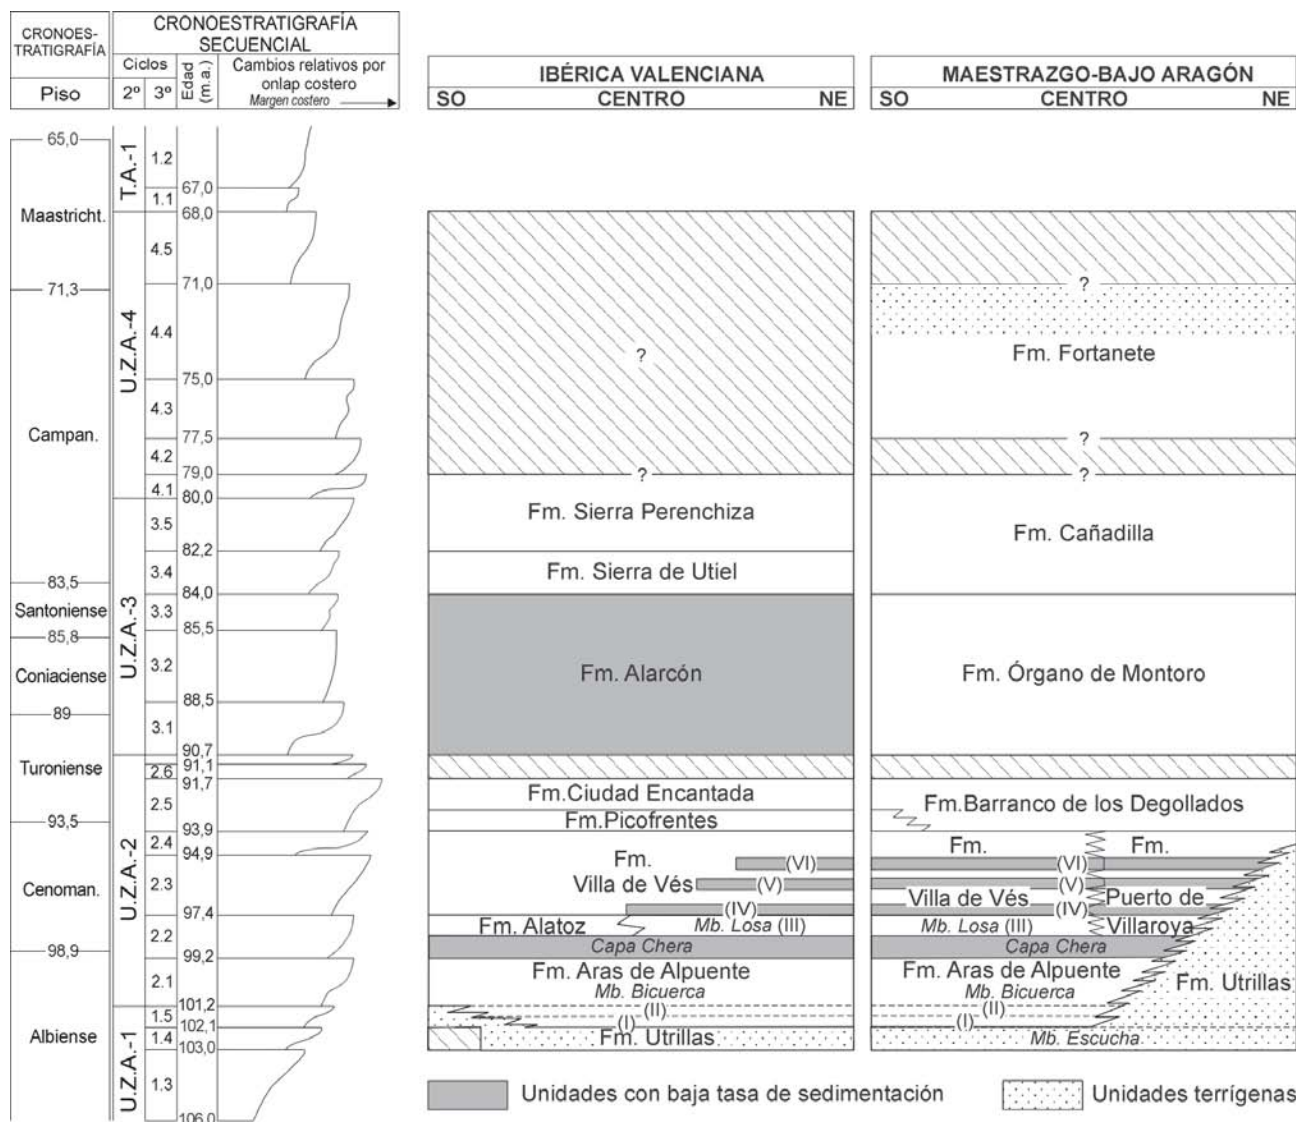 CRONOES-
TRATIGRAFÍA
Piso
CRONOESTRATIGRAFÍA
SECUENCIAL
Ciclos
2º
3º
Edad
(m.a.)
Cambios relativos por
onlap costero
Margen costero
IBÉRICA VALENCIANA
SO CENTRO NE
MAESTRAZGO-BAJO ARAGÓN
SO CENTRO NE
65,0
Maastricht.
71,3
Campan.
83,5
Santoniense
85,8
Coniaciense
89
Turoniense
93,5
Cenoman.
98,9
Albiense
T.A.-1
U.Z.A.-4
U.Z.A.-3
U.Z.A.-2
U.Z.A.-1
1.2
1.1
4.5
4.4
4.3
4.2
4.1
3.5
3.4
3.3
3.2
3.1
2.6
2.5
2.4
2.3
2.2
2.1
1.5
1.4
1.3
67,0
68,0
71,0
75,0
77,5
79,0
80,0
82,2
84,0
85,5
88,5
90,7
91,1
91,7
93,9
94,9
97,4
99,2
101,2
102,1
103,0
106,0
?
?
Fm. Sierra Perenchiza
Fm. Sierra de Utiel
Fm. Alarcón
Fm.Ciudad Encantada
Fm.Picofrentes
Fm.
(VI)
Villa de Vés
(V)
(IV)
Fm. Alatoz
Mb. Losa (III)
Capa Chera
Fm. Aras de Alpuente
Mb. Bicuerca
(II)
(I)
Fm. Utrillas
?
Fm. Fortanete
?
?
Fm. Cañadilla
Fm. Órgano de Montoro
Fm.Barranco de los Degollados
Fm. Fm.
(VI)
(V)
Villa de Vés
Puerto de
(IV)
Mb. Losa (III)
Villaroya
Capa Chera
Fm. Aras de Alpuente
Mb. Bicuerca
Fm. Utrillas
(II)
(I)
Mb. Escucha
Unidades con baja tasa de sedimentación
Unidades terrígenas